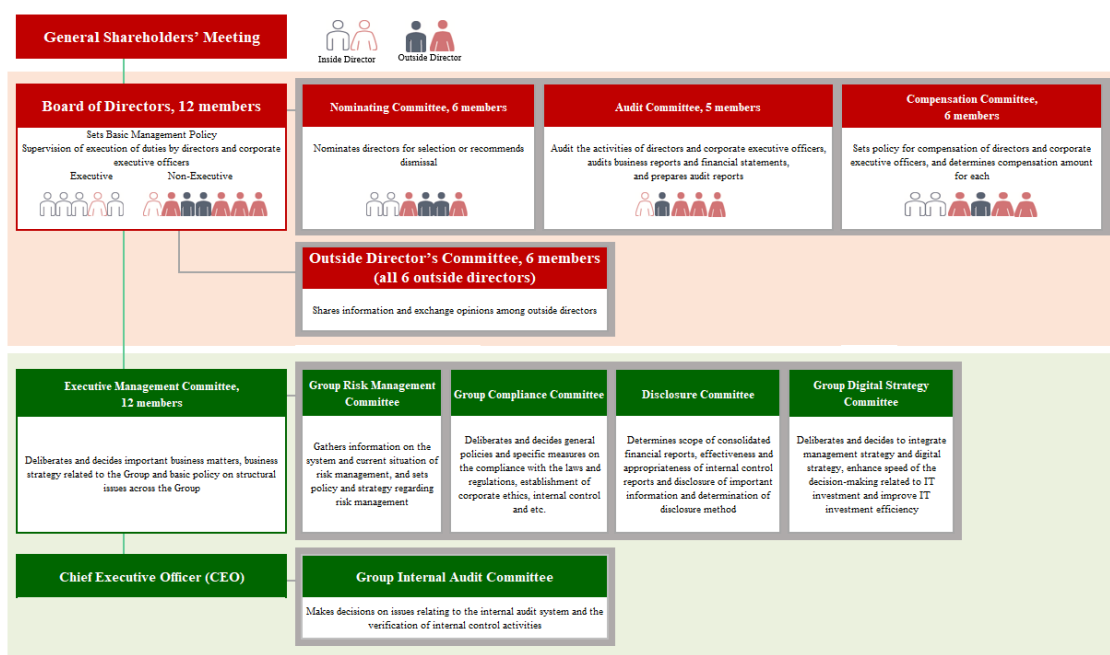 General Shareholders’ Meeting
Inside Director
Outside Director
Board of Directors, 12 members
Sets Basic Management Policy
Supervision of execution of duties by directors and corporate
executive officers
Executive
Non-Executive
Nominating Committee, 6 members
Nominates directors for selection or recommends
dismissal
Audit Committee, 5 members
Audit the activities of directors and corporate executive officers,
audits business reports and financial statements,
and prepares audit reports
Compensation Committee,
6 members
Sets policy for compensation of directors and corporate
executive officers, and determines compensation amount
for each
Outside Director’s Committee, 6 members
(all 6 outside directors)
Shares information and exchange opinions among outside directors
Executive Management Committee,
12 members
Deliberates and decides important business matters, business
strategy related to the Group and basic policy on structural
issues across the Group
Group Risk Management
Committee
Gathers information on the
system and current situation of
risk management, and sets
policy and strategy regarding
risk management
Group Compliance Committee
Deliberates and decides general
policies and specific measures on
the compliance with the laws and
regulations, establishment of
corporate ethics, internal control
and etc.
Disclosure Committee
Determines scope of consolidated
financial reports, effectiveness and
appropriateness of internal control
reports and disclosure of important
information and determination of
disclosure method
Group Digital Strategy
Committee
Deliberates and decides to integrate
management strategy and digital
strategy, enhance speed of the
decision-making related to IT
investment and improve IT
investment efficiency
Chief Executive Officer (CEO)
Group Internal Audit Committee
Makes decisions on issues relating to the internal audit system and the
verification of internal control activities